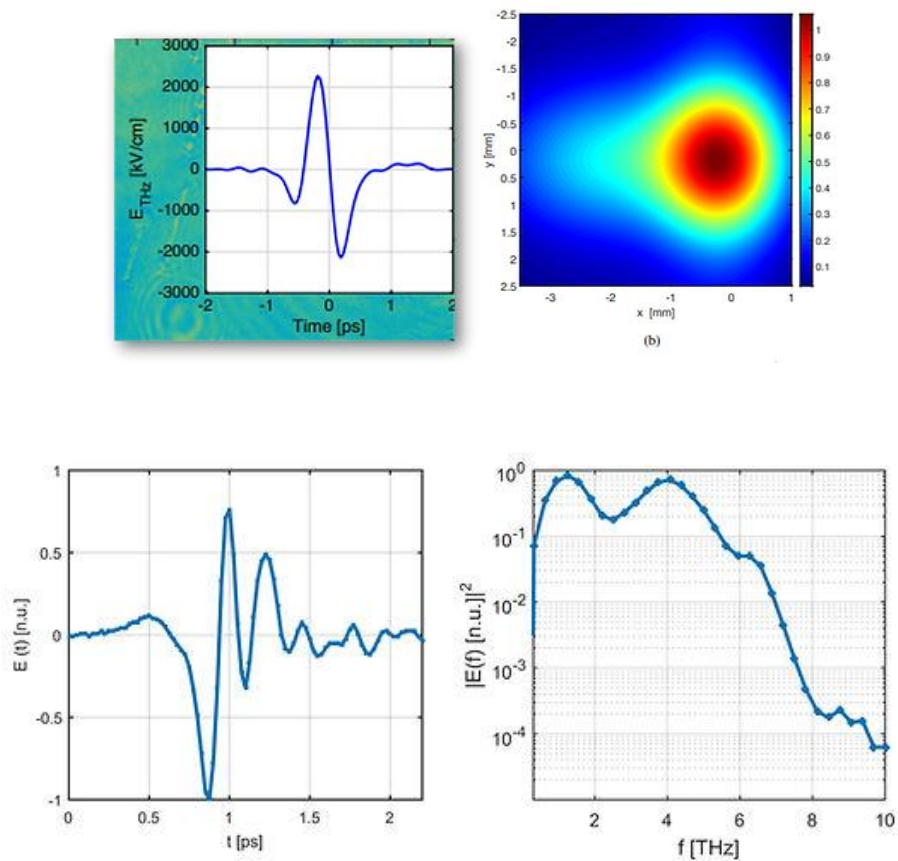 3000
2000
1000
0
-1000
-2000
-3000
E_THz [kV/cm]
-2 -1 0 1 2
Time [ps]
-2.5
-2
-1.5
-1
-0.5
0
0.5
1
1.5
2
2.5
y [mm]
-3 -2 -1 0 1
x [mm]
1
0.9
0.8
0.7
0.6
0.5
0.4
0.3
0.2
0.1
(b)
1
0.5
0
-0.5
-1
E (t) [n.u.]
0 0.5 1 1.5 2
t [ps]
10^0
10^-1
10^-2
10^-3
10^-4
|E(f) [n.u.]|^2
2 4 6 8 10
f [THz]